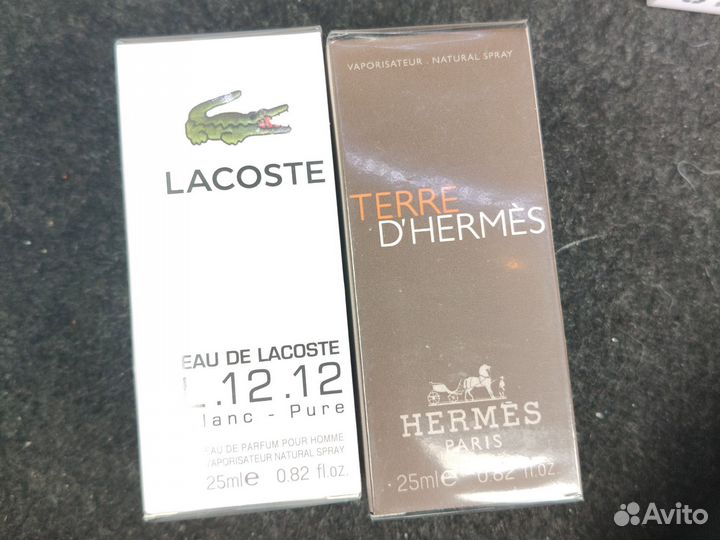 LACOSTE
EAU DE LACOSTE
L.12.12
Blanc - Pure
EAU DE PARFUM POUR HOMME
VAPORISATEUR NATURAL SPRAY
25ml e 0.82 fl.oz.
VAPORISATEUR . NATURAL SPRAY
TERRE
D'HERMÈS
HERMÈS
PARIS
25ml e 0.82 fl.oz.
Avito